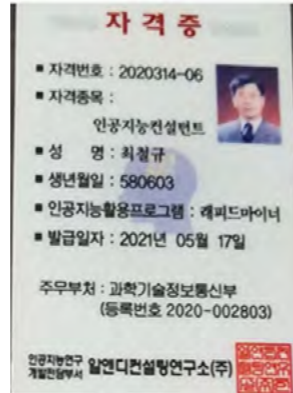 자격증
■ 자격번호 : 2020314-06
■ 자격종목 :
인공지능컨설턴트
■ 성 명 : 최철규
■ 생년월일 : 580603
■ 인공지능활용프로그램 : 래피드마이너
■ 발급일자 : 2021년 05월 17일
주무부처 : 과학기술정보통신부
(등록번호 2020-002803)
인공지능연구
개발전담부서 알앤디컨설팅연구소(주)